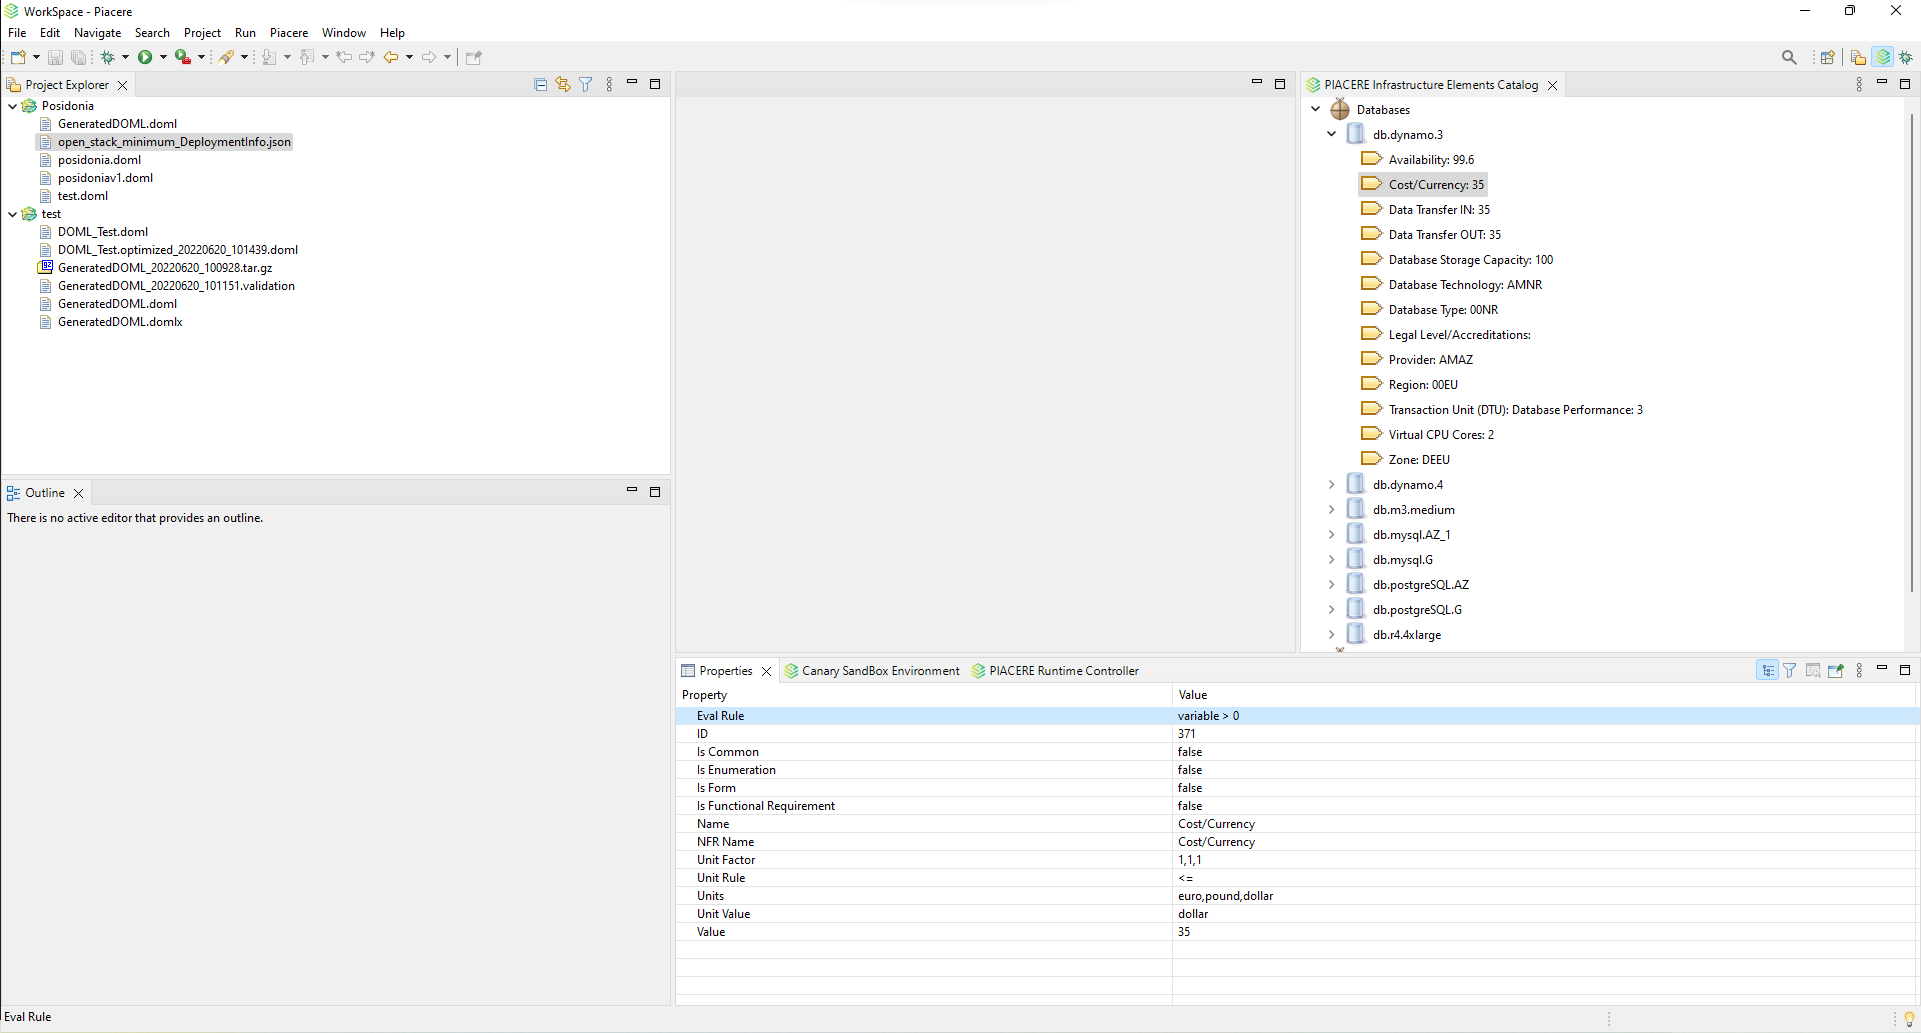 WorkSpace - Piacere
File Edit Navigate Search Project Run Piacere Window Help
Project Explorer
Posidonia
GeneratedDOML.doml
open_stack_minimum_DeploymentInfo.json
posidonia.doml
posidoniav1.doml
test.doml
test
DOML_Test.doml
DOML_Test.optimized_20220620_101439.doml
GeneratedDOML_20220620_100928.tar.gz
GeneratedDOML_20220620_101151.validation
GeneratedDOML.doml
GeneratedDOML.domlx
Outline
There is no active editor that provides an outline.
PIACERE Infrastructure Elements Catalog
Databases
db.dynamo.3
Availability: 99.6
Cost/Currency: 35
Data Transfer IN: 35
Data Transfer OUT: 35
Database Storage Capacity: 100
Database Technology: AMNR
Database Type: 00NR
Legal Level/Accreditations:
Provider: AMAZ
Region: 00EU
Transaction Unit (DTU): Database Performance: 3
Virtual CPU Cores: 2
Zone: DEEU
db.dynamo.4
db.m3.medium
db.mysql.AZ_1
db.mysql.G
db.postgreSQL.AZ
db.postgreSQL.G
db.r4.4xlarge
Properties Canary SandBox Environment PIACERE Runtime Controller
Property Value
Eval Rule variable > 0
ID 371
Is Common false
Is Enumeration false
Is Form false
Is Functional Requirement false
Name Cost/Currency
NFR Name Cost/Currency
Unit Factor 1,1,1
Unit Rule <=
Units euro,pound,dollar
Unit Value dollar
Value 35
Eval Rule